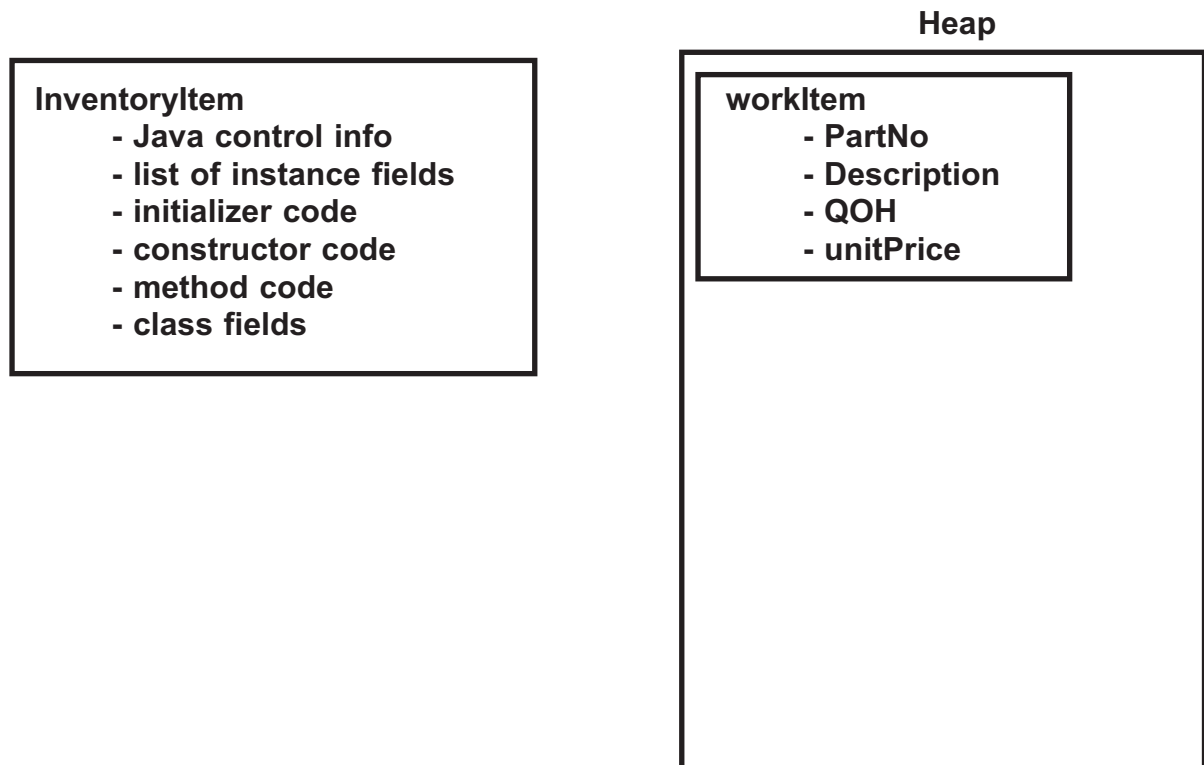 Heap
InventoryItem
- Java control info
- list of instance fields
- initializer code
- constructor code
- method code
- class fields
workItem
- PartNo
- Description
- QOH
- unitPrice